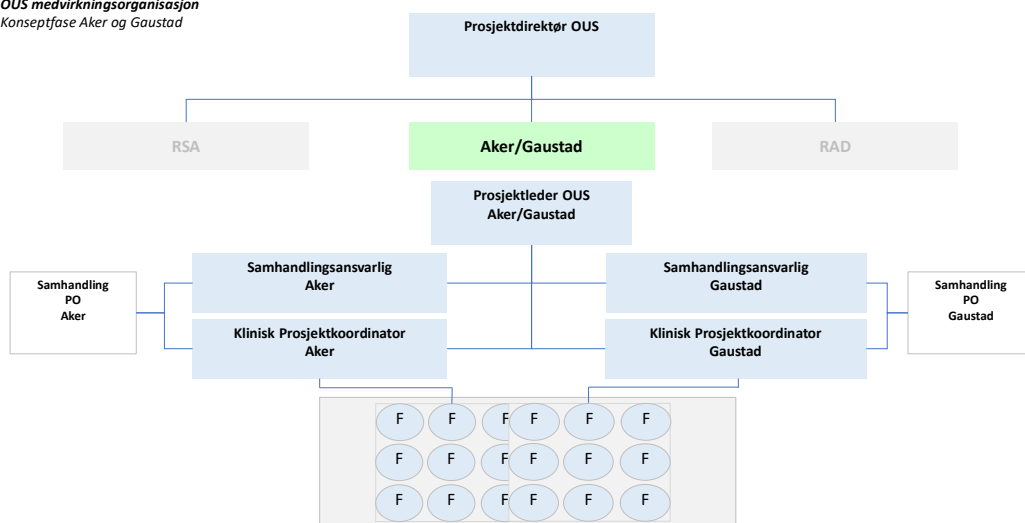 OUS medvirkningsorganisasjon
Konseptfase Aker og Gaustad
Prosjektdirektør OUS
RSA
Aker/Gaustad
RAD
Prosjektleder OUS
Aker/Gaustad
Samhandling
PO
Aker
Samhandlingsansvarlig
Aker
Samhandlingsansvarlig
Gaustad
Samhandling
PO
Gaustad
Klinisk Prosjektkoordinator
Aker
Klinisk Prosjektkoordinator
Gaustad
F F F F F F
F F F F F F
F F F F F F